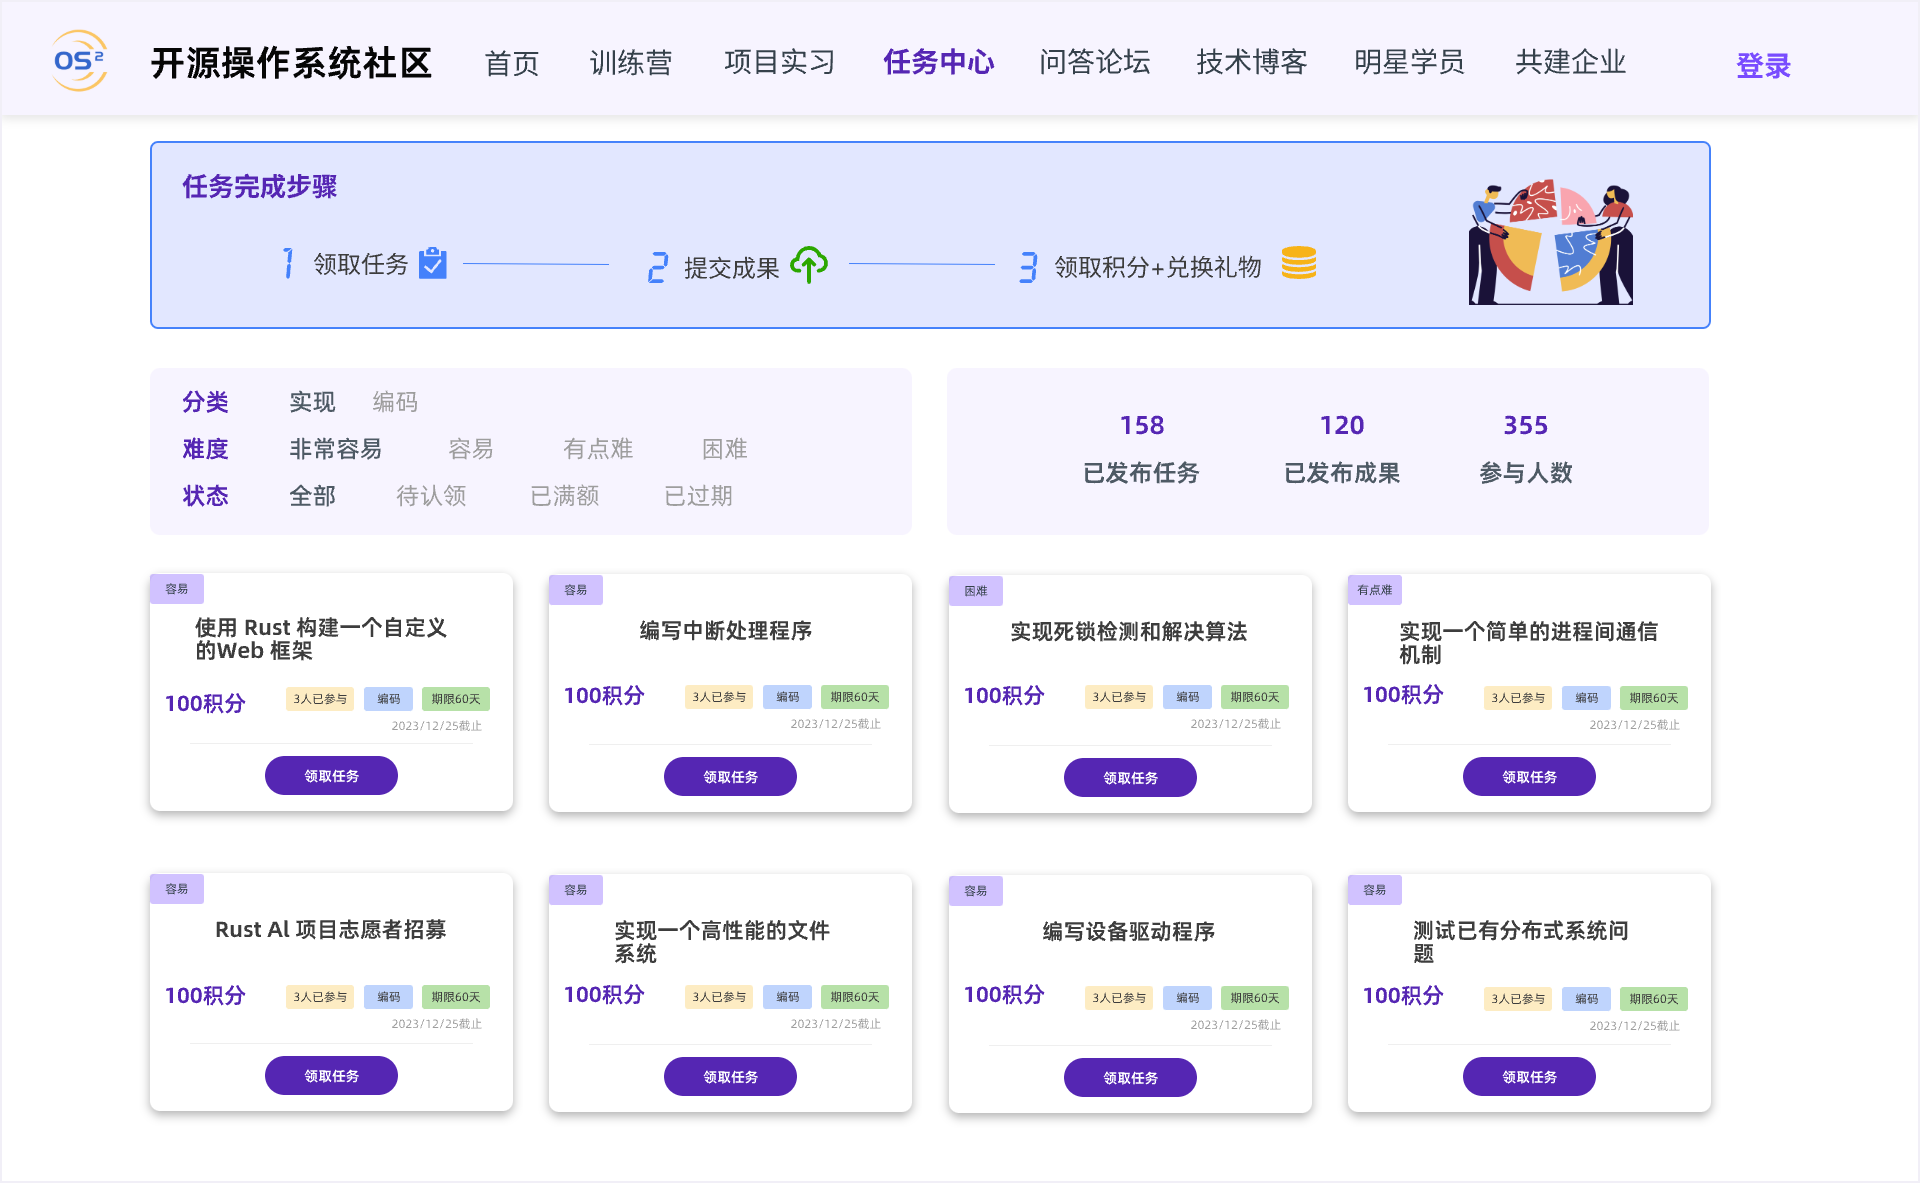 OS²
开源操作系统社区
首页
训练营
项目实习
任务中心
问答论坛
技术博客
明星学员
共建企业
登录
任务完成步骤
1 领取任务
2 提交成果
3 领取积分+兑换礼物
分类 实现 编码
难度 非常容易 容易 有点难 困难
状态 全部 待认领 已满额 已过期
158
已发布任务
120
已发布成果
355
参与人数
容易
使用 Rust 构建一个自定义
的Web 框架
100积分
3人已参与 编码 期限60天
2023/12/25截止
领取任务
容易
编写中断处理程序
100积分
3人已参与 编码 期限60天
2023/12/25截止
领取任务
困难
实现死锁检测和解决算法
100积分
3人已参与 编码 期限60天
2023/12/25截止
领取任务
有点难
实现一个简单的进程间通信
机制
100积分
3人已参与 编码 期限60天
2023/12/25截止
领取任务
容易
Rust Al 项目志愿者招募
100积分
3人已参与 编码 期限60天
2023/12/25截止
领取任务
容易
实现一个高性能的文件
系统
100积分
3人已参与 编码 期限60天
2023/12/25截止
领取任务
容易
编写设备驱动程序
100积分
3人已参与 编码 期限60天
2023/12/25截止
领取任务
容易
测试已有分布式系统问
题
100积分
3人已参与 编码 期限60天
2023/12/25截止
领取任务